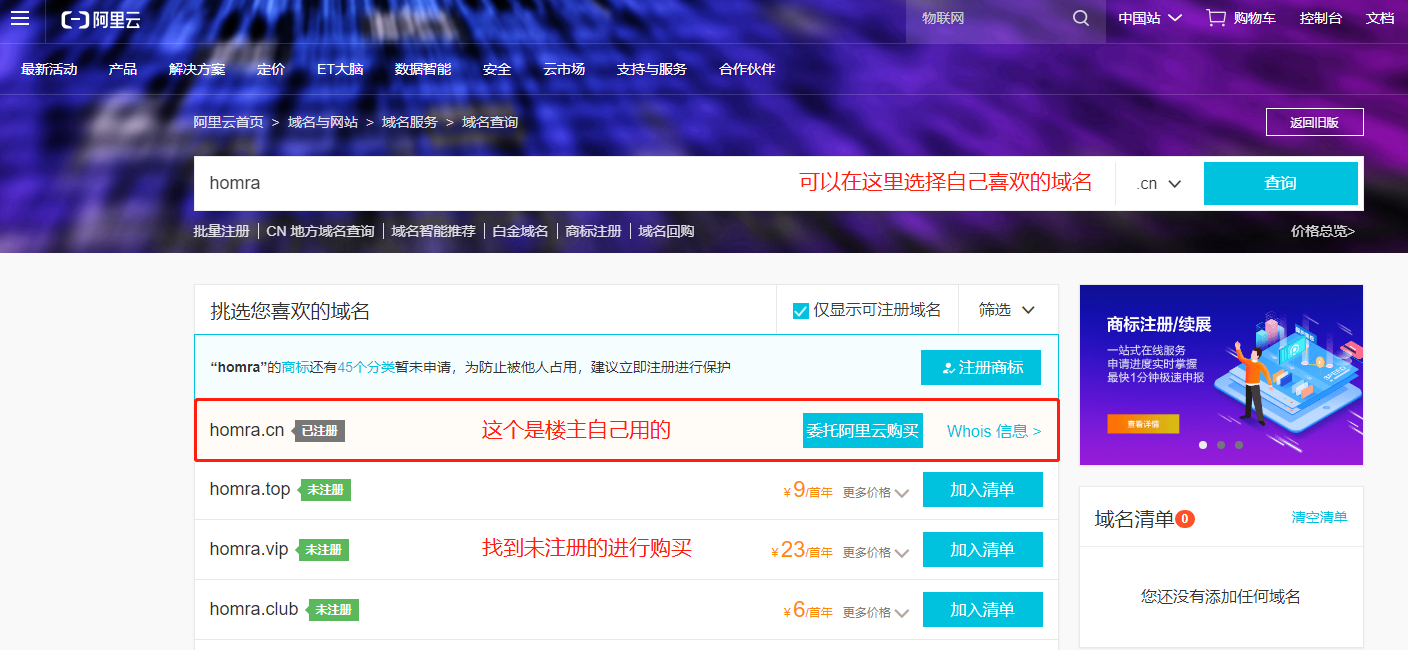 阿里云
物联网
中国站
购物车
控制台
文档
最新活动
产品
解决方案
定价
ET大脑
数据智能
安全
云市场
支持与服务
合作伙伴
阿里云首页 > 域名与网站 > 域名服务 > 域名查询
返回旧版
homra
可以在这里选择自己喜欢的域名
.cn
查询
批量注册 | CN 地方域名查询 | 域名智能推荐 | 白金域名 | 商标注册 | 域名回购
价格总览>
挑选您喜欢的域名
仅显示可注册域名
筛选
“homra”的商标还有45个分类暂未申请，为防止被他人占用，建议立即注册进行保护
注册商标
homra.cn
已注册
这个是楼主自己用的
委托阿里云购买
Whois 信息 >
homra.top
未注册
¥9/首年
更多价格
加入清单
homra.vip
未注册
找到未注册的进行购买
¥23/首年
更多价格
加入清单
homra.club
未注册
¥6/首年
更多价格
加入清单
商标注册/续展
一站式在线服务
申请进度实时掌握
最快1分钟极速申报
查看详情
域名清单 0
清空清单
您还没有添加任何域名